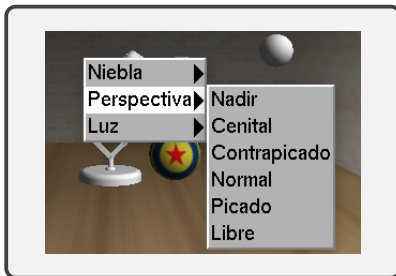 Niebla
Perspectiva
Luz
Nadir
Cenital
Contrapicado
Normal
Picado
Libre